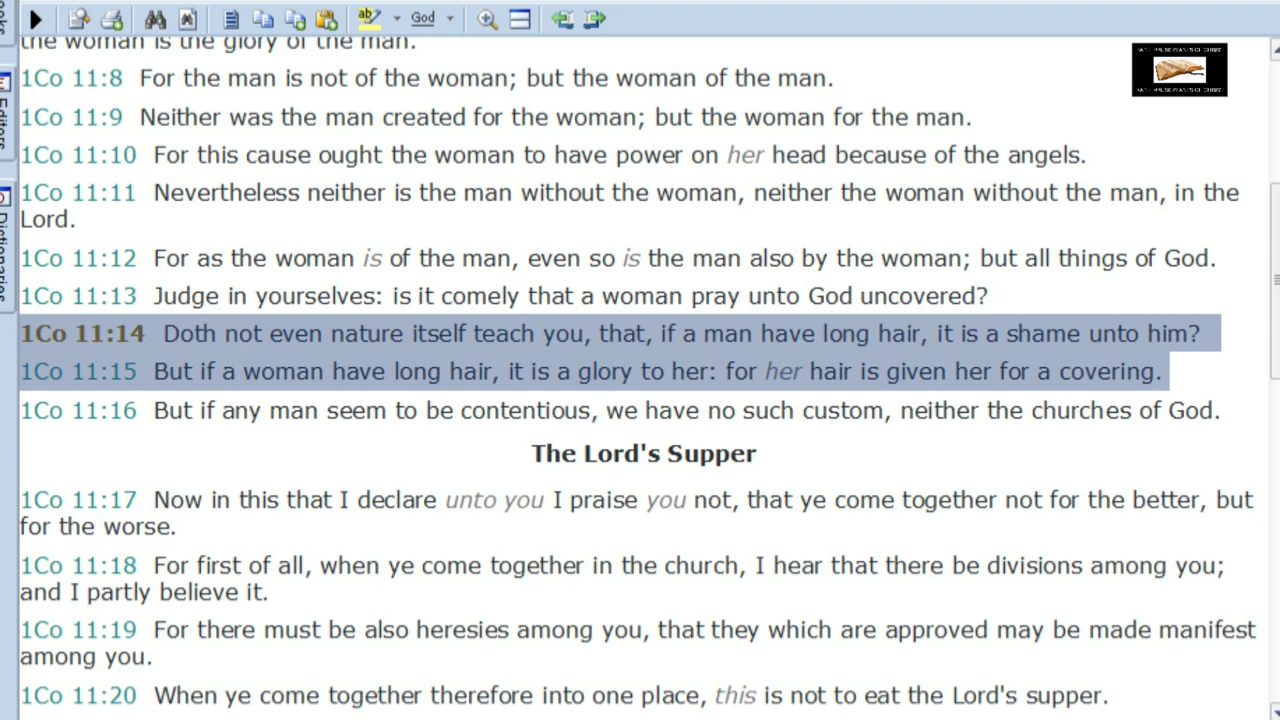 God
the woman is the glory of the man.
1Co 11:8 For the man is not of the woman; but the woman of the man.
1Co 11:9 Neither was the man created for the woman; but the woman for the man.
1Co 11:10 For this cause ought the woman to have power on her head because of the angels.
1Co 11:11 Nevertheless neither is the man without the woman, neither the woman without the man, in the
Lord.
1Co 11:12 For as the woman is of the man, even so is the man also by the woman; but all things of God.
1Co 11:13 Judge in yourselves: is it comely that a woman pray unto God uncovered?
1Co 11:14 Doth not even nature itself teach you, that, if a man have long hair, it is a shame unto him?
1Co 11:15 But if a woman have long hair, it is a glory to her: for her hair is given her for a covering.
1Co 11:16 But if any man seem to be contentious, we have no such custom, neither the churches of God.
The Lord's Supper
1Co 11:17 Now in this that I declare unto you I praise you not, that ye come together not for the better, but
for the worse.
1Co 11:18 For first of all, when ye come together in the church, I hear that there be divisions among you;
and I partly believe it.
1Co 11:19 For there must be also heresies among you, that they which are approved may be made manifest
among you.
1Co 11:20 When ye come together therefore into one place, this is not to eat the Lord's supper.
Editors
Dictionaries